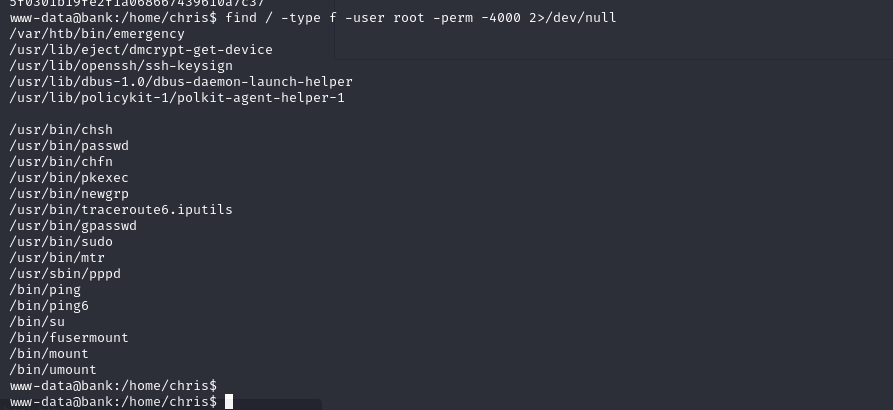 www-data@bank:/home/chris$ find / -type f -user root -perm -4000 2>/dev/null
/var/htb/bin/emergency
/usr/lib/eject/dmcrypt-get-device
/usr/lib/openssh/ssh-keysign
/usr/lib/dbus-1.0/dbus-daemon-launch-helper
/usr/lib/policykit-1/polkit-agent-helper-1
/usr/bin/chsh
/usr/bin/passwd
/usr/bin/chfn
/usr/bin/pkexec
/usr/bin/newgrp
/usr/bin/traceroute6.iputils
/usr/bin/gpasswd
/usr/bin/sudo
/usr/bin/mtr
/usr/sbin/pppd
/bin/ping
/bin/ping6
/bin/su
/bin/fusermount
/bin/mount
/bin/umount
www-data@bank:/home/chris$
www-data@bank:/home/chris$